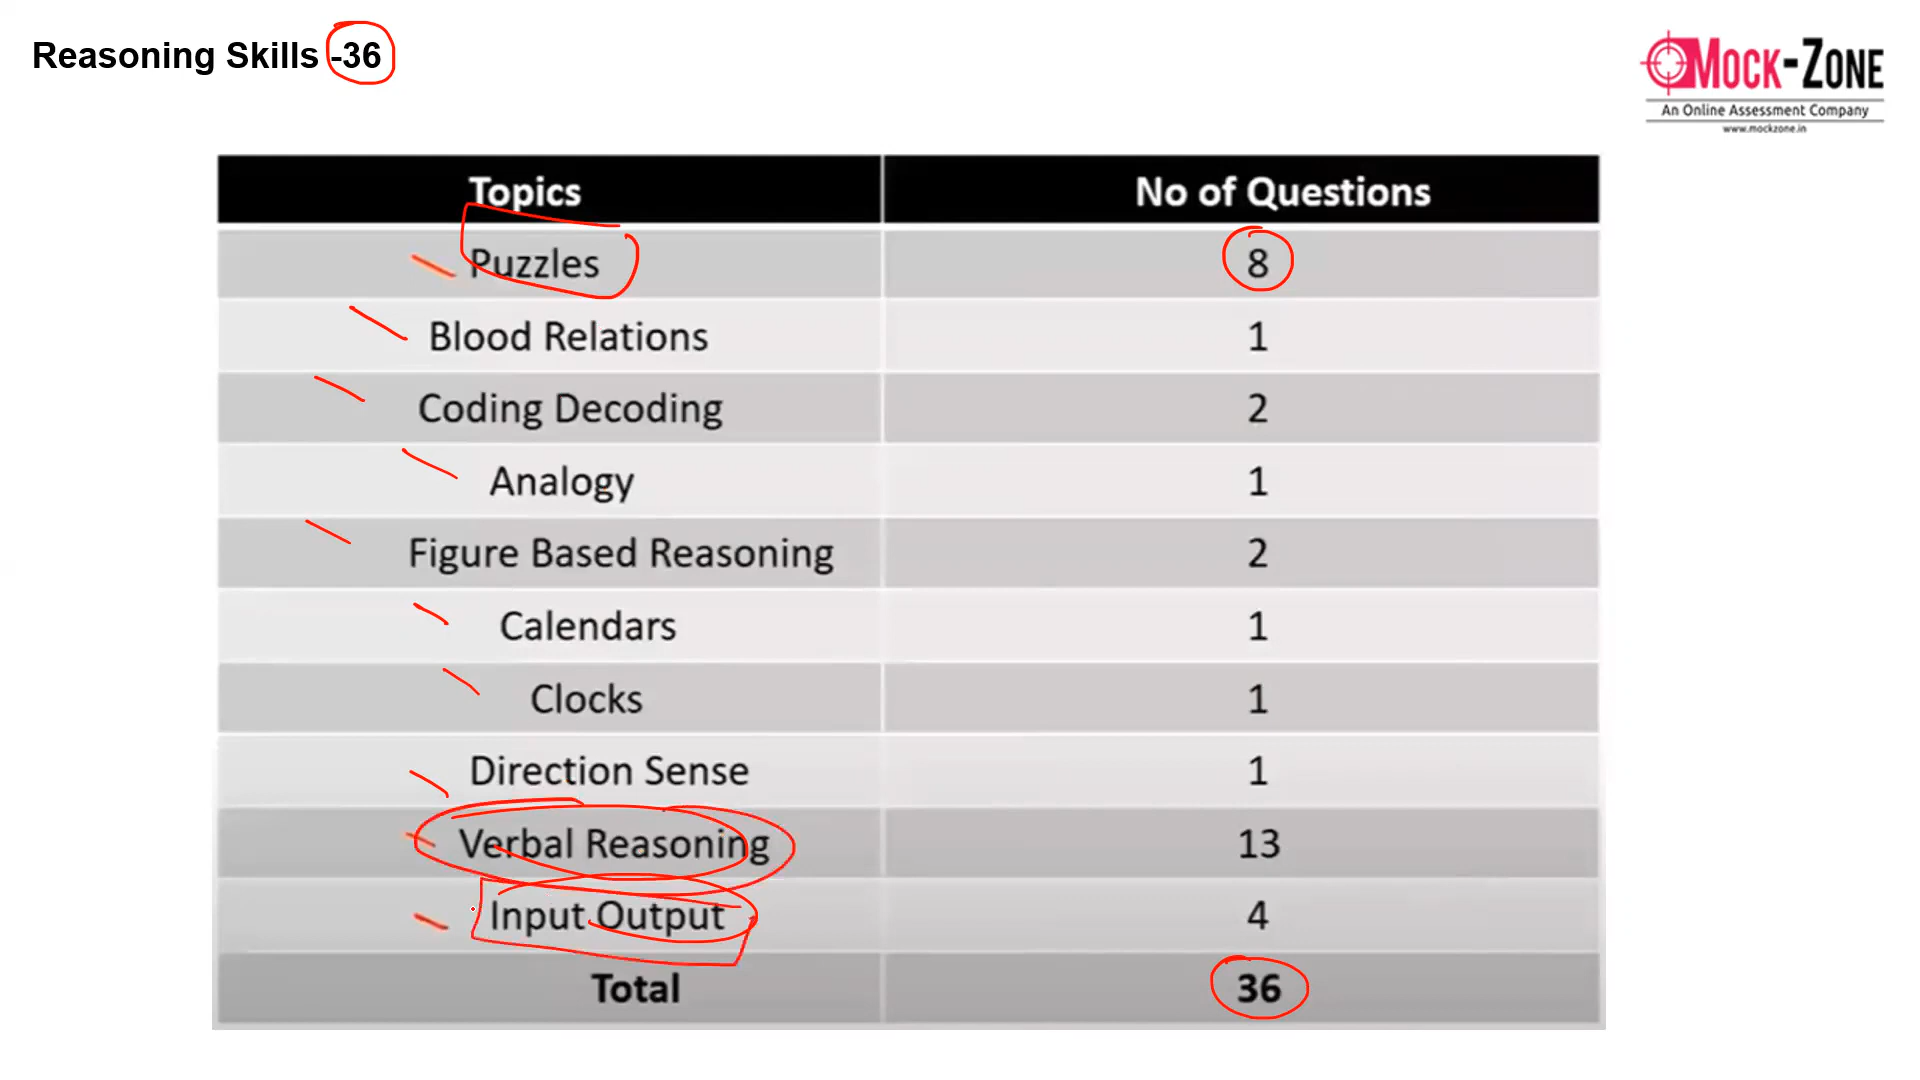 Reasoning Skills -36
MOCK-ZONE
An Online Assessment Company
www.mockzone.in
Topics No of Questions
Puzzles 8
Blood Relations 1
Coding Decoding 2
Analogy 1
Figure Based Reasoning 2
Calendars 1
Clocks 1
Direction Sense 1
Verbal Reasoning 13
Input Output 4
Total 36